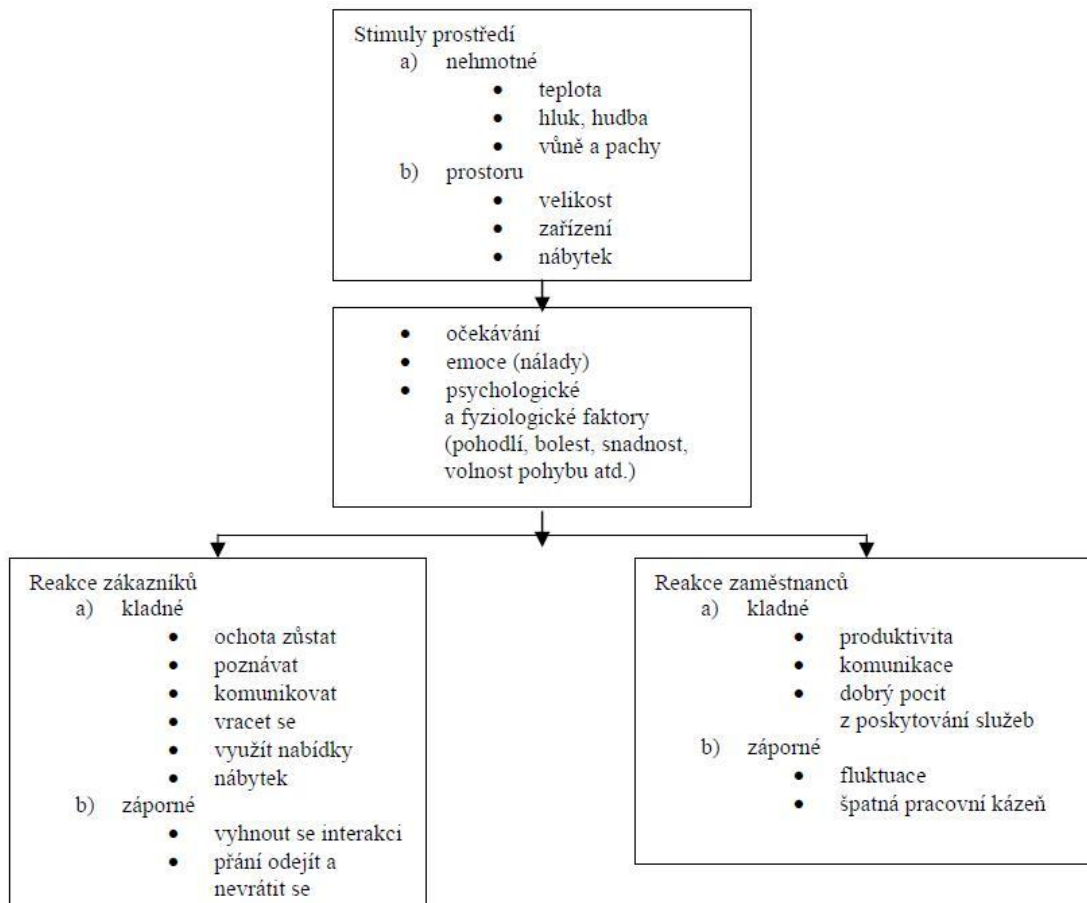 Stimuly prostředí
a) nehmotné
• teplota
• hluk, hudba
• vůně a pachy
b) prostoru
• velikost
• zařízení
• nábytek
• očekávání
• emoce (nálady)
• psychologické
a fyziologické faktory
(pohodlí, bolest, snadnost,
volnost pohybu atd.)
Reakce zákazníků
a) kladné
• ochota zůstat
• poznávat
• komunikovat
• vracet se
• využít nabídky
• nábytek
b) záporné
• vyhnout se interakci
• přání odejít a
nevrátit se
Reakce zaměstnanců
a) kladné
• produktivita
• komunikace
• dobrý pocit
z poskytování služeb
b) záporné
• fluktuace
• špatná pracovní kázeň